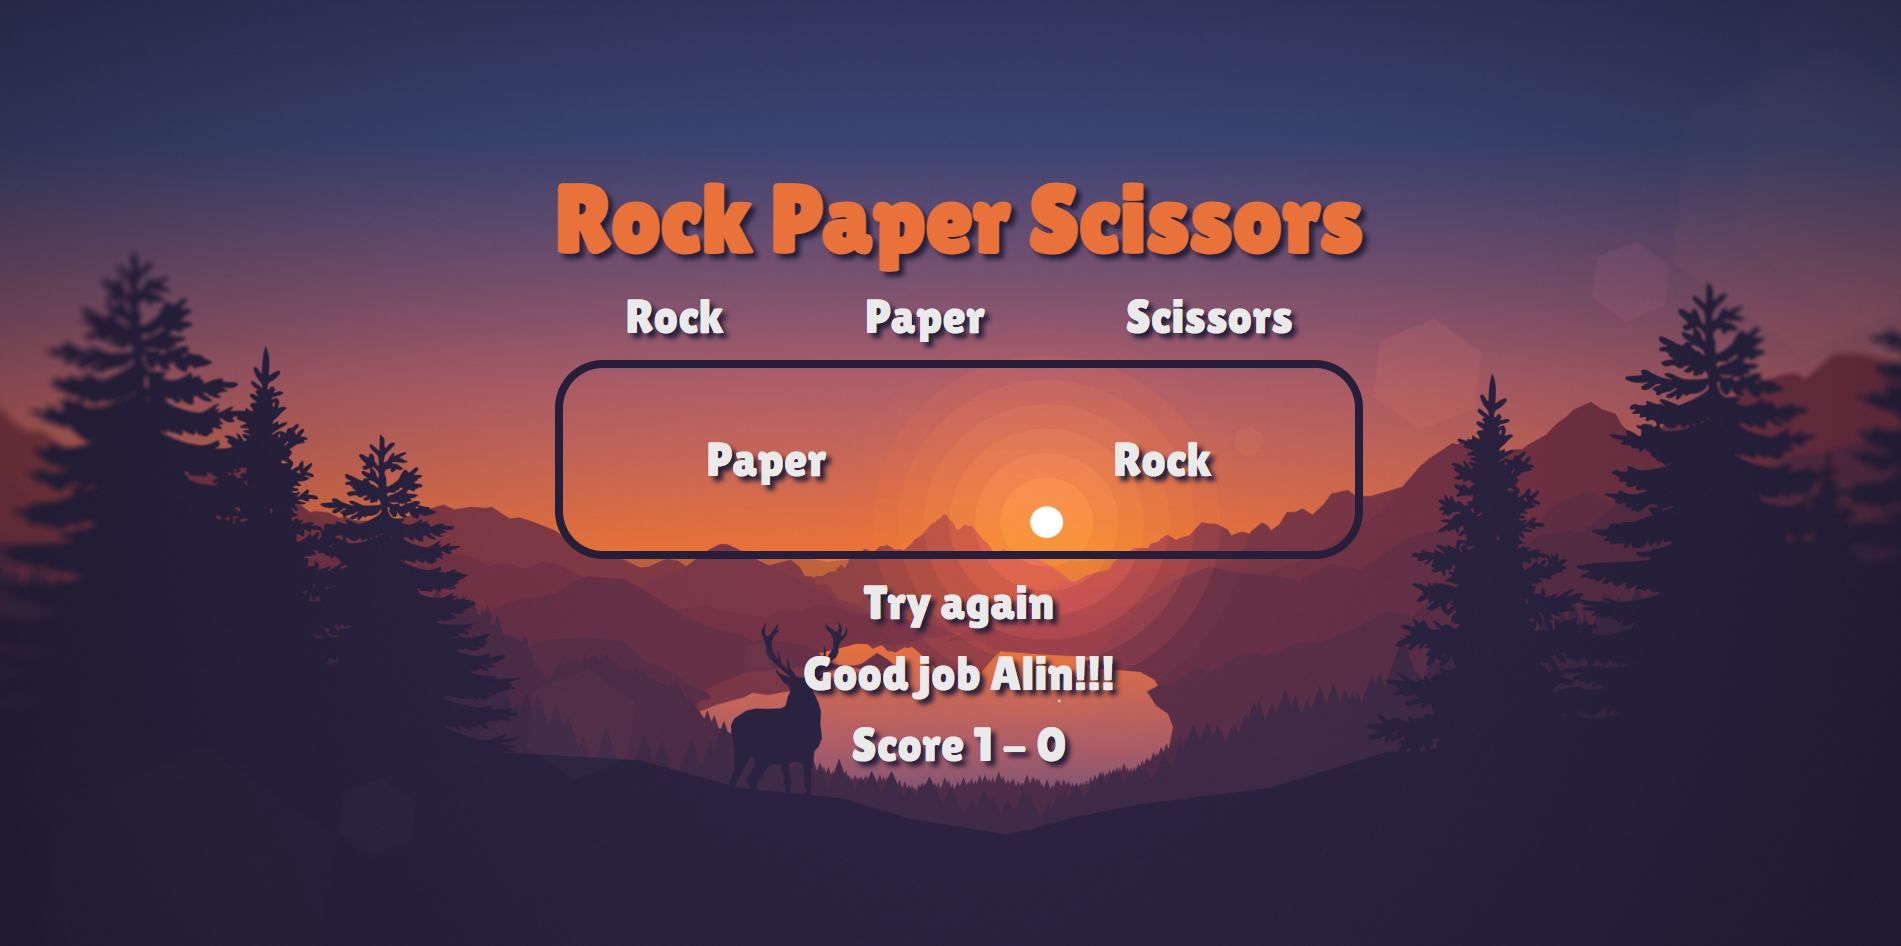 Rock Paper Scissors
Rock Paper Scissors
Paper Rock
Try again
Good job Alin!!!
Score 1 - 0